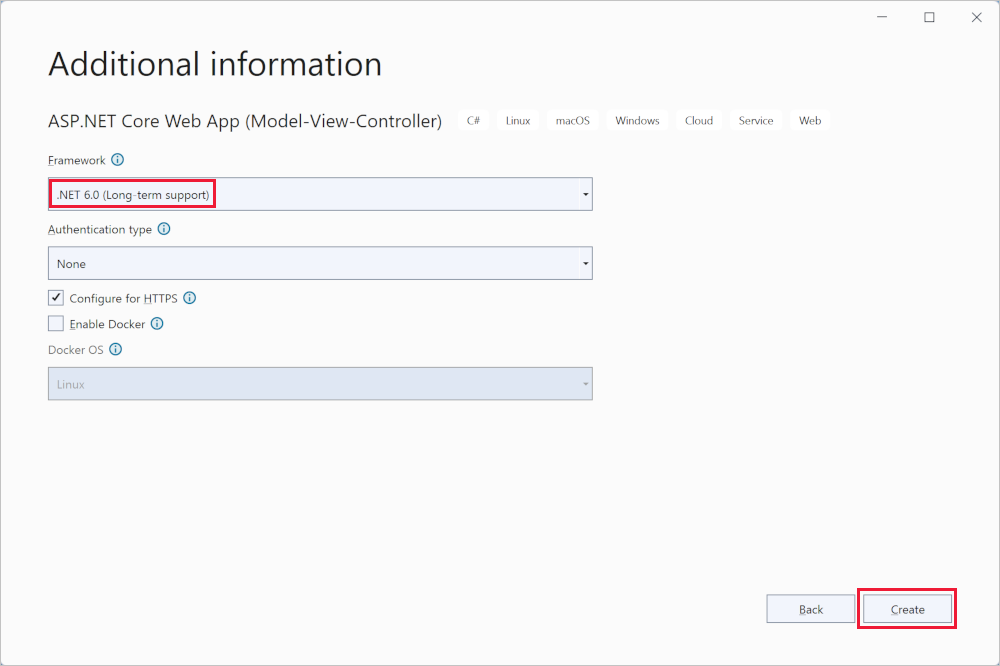 Additional information
ASP.NET Core Web App (Model-View-Controller) C# Linux macOS Windows Cloud Service Web
Framework
.NET 6.0 (Long-term support)
Authentication type
None
Configure for HTTPS
Enable Docker
Docker OS
Linux
Back Create